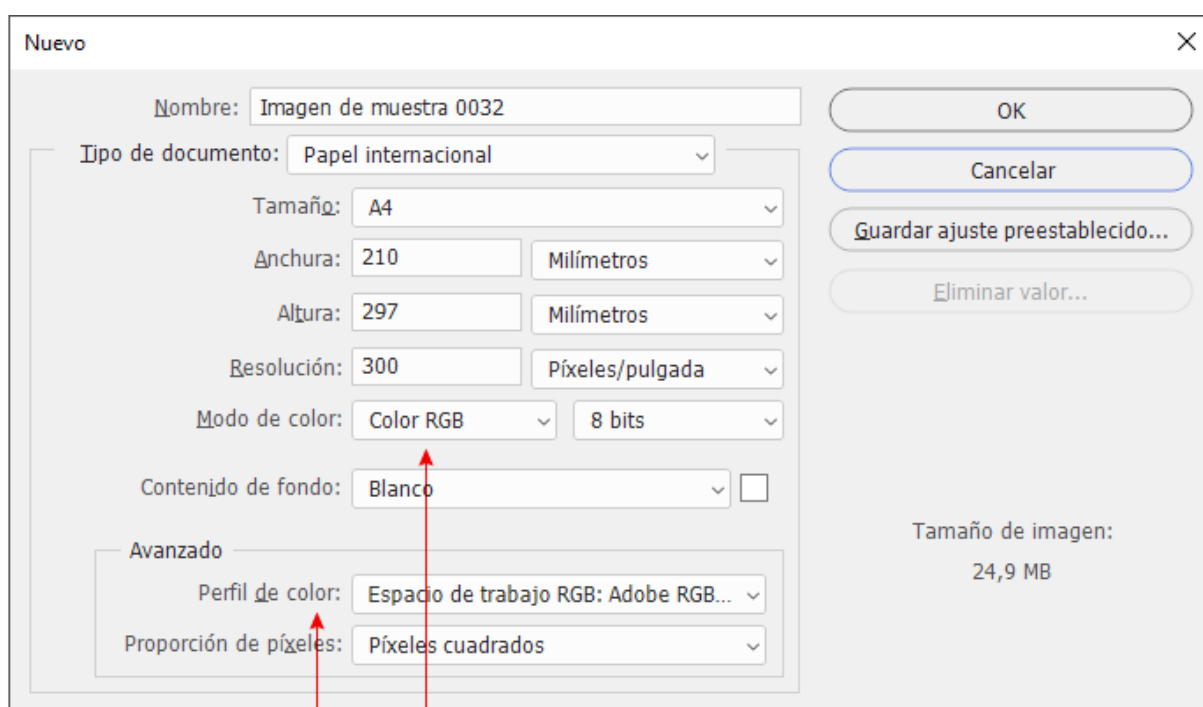 Nuevo
Nombre: Imagen de muestra 0032
OK
Tipo de documento: Papel internacional
Cancelar
Tamaño: A4
Guardar ajuste preestablecido...
Anchura: 210 Milímetros
Eliminar valor...
Altura: 297 Milímetros
Resolución: 300 Píxeles/pulgada
Modo de color: Color RGB 8 bits
Contenido de fondo: Blanco
Tamaño de imagen:
24,9 MB
Avanzado
Perfil de color: Espacio de trabajo RGB: Adobe RGB...
Proporción de píxeles: Píxeles cuadrados